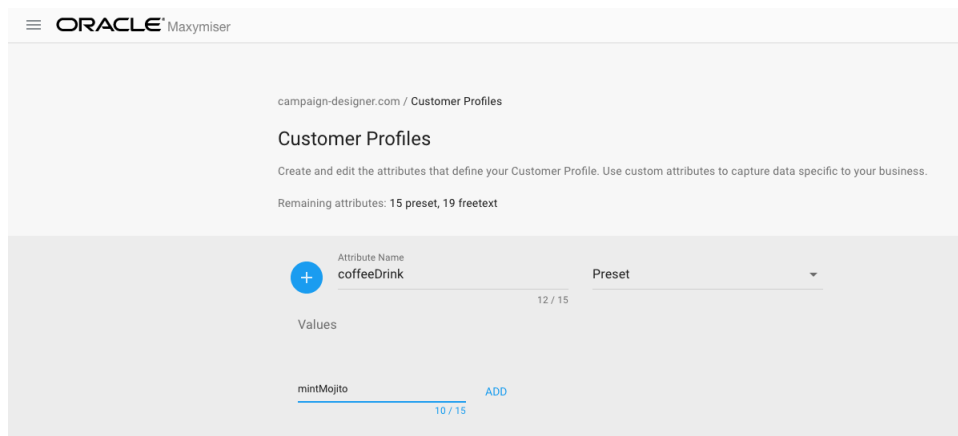 ORACLE® Maxymiser
campaign-designer.com / Customer Profiles
Customer Profiles
Create and edit the attributes that define your Customer Profile. Use custom attributes to capture data specific to your business.
Remaining attributes: 15 preset, 19 freetext
Attribute Name
coffeeDrink
Preset
12 / 15
Values
mintMojito
ADD
10 / 15